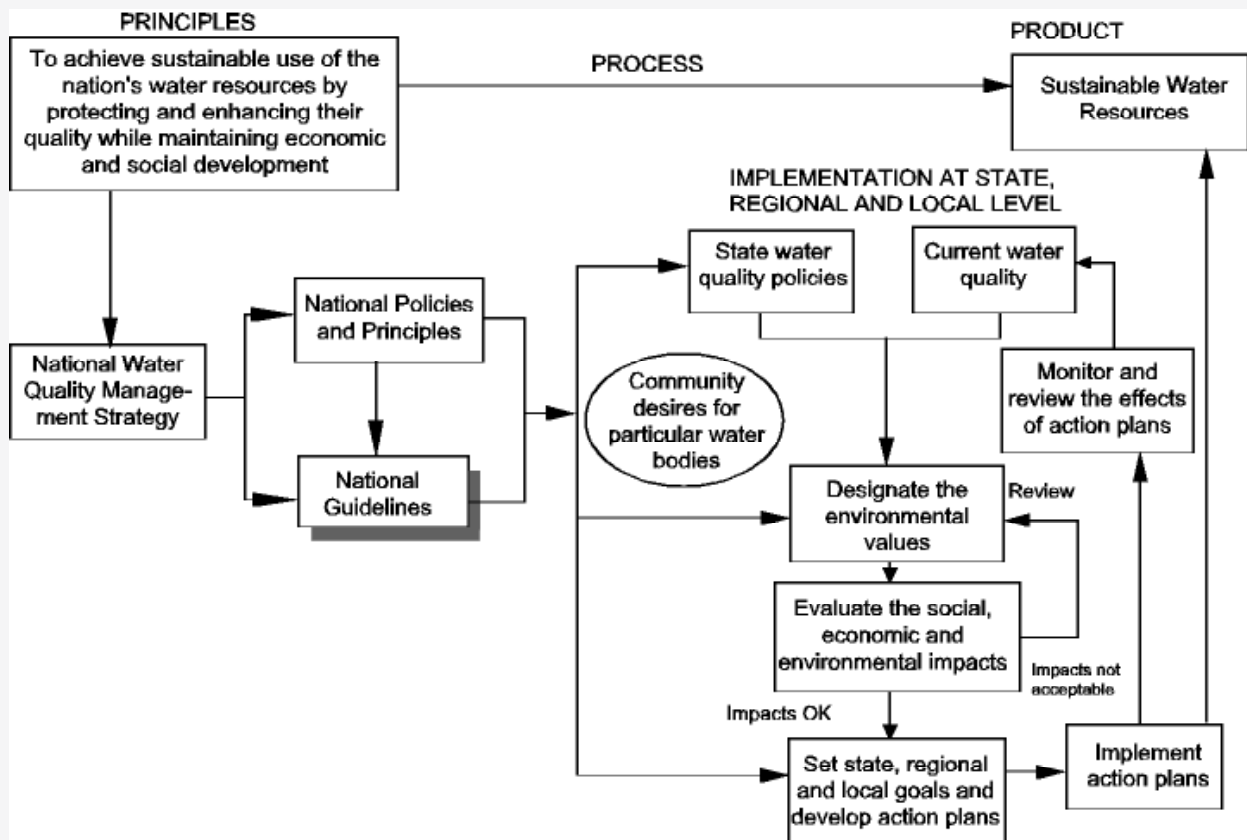 PRINCIPLES
To achieve sustainable use of the
nation's water resources by
protecting and enhancing their
quality while maintaining economic
and social development
PROCESS
PRODUCT
Sustainable Water
Resources
IMPLEMENTATION AT STATE,
REGIONAL AND LOCAL LEVEL
State water
quality policies
Current water
quality
National Policies
and Principles
National Water
Quality Manage-
ment Strategy
National
Guidelines
Community
desires for
particular water
bodies
Monitor and
review the effects
of action plans
Designate the
environmental
values
Review
Evaluate the social,
economic and
environmental impacts
Impacts not
acceptable
Impacts OK
Set state, regional
and local goals and
develop action plans
Implement
action plans